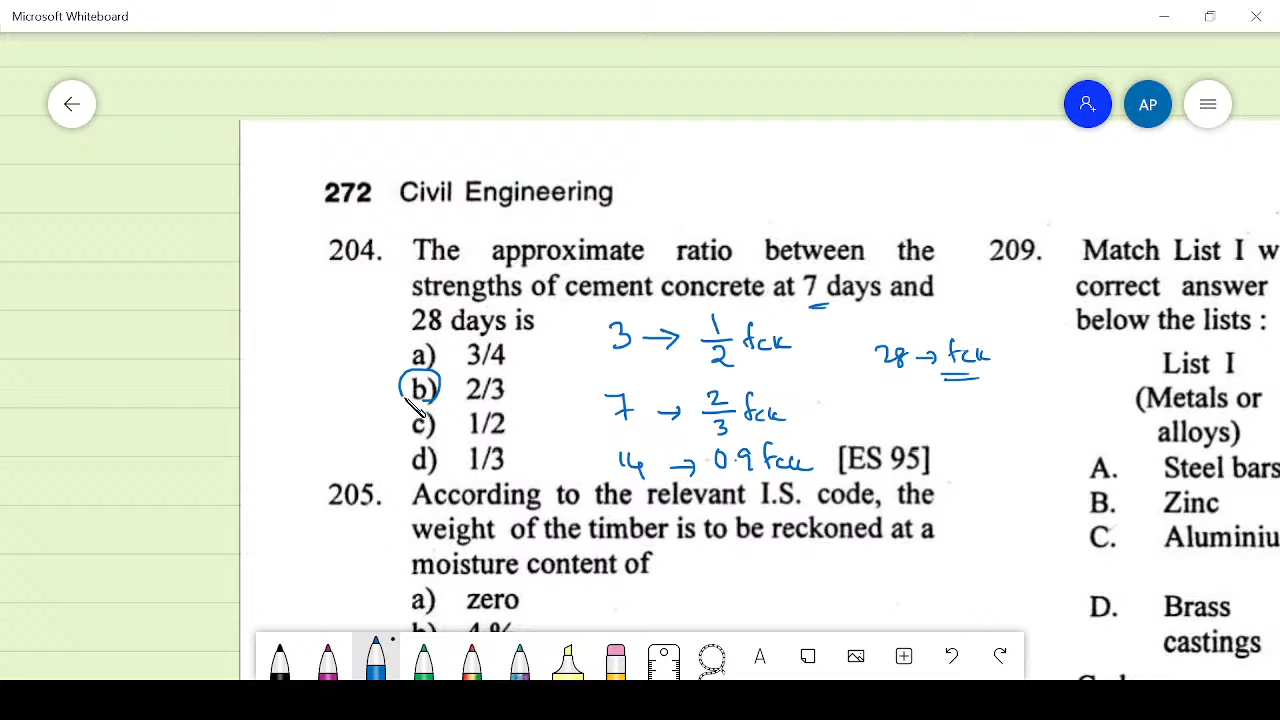 Microsoft Whiteboard
AP
272 Civil Engineering
204. The approximate ratio between the
strengths of cement concrete at 7 days and
28 days is
a) 3/4
b) 2/3
c) 1/2
d) 1/3
[ES 95]
3 → 1/2 fck
7 → 2/3 fck
14 → 0.9 fck
28 → fck
205. According to the relevant I.S. code, the
weight of the timber is to be reckoned at a
moisture content of
a) zero
b) 4 %
209. Match List I w
correct answer
below the lists :
List I
(Metals or
alloys)
A. Steel bars
B. Zinc
C. Aluminiu
D. Brass
castings
A